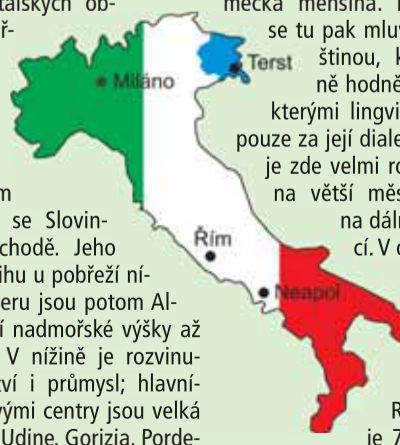 talských ob-
se Slovin-
chodě. Jeho
ihu u pobřeží ní-
eru jsou potom Al-
í nadmořské výšky až
V nížině je rozvinu-
ví i průmysl; hlavní-
vými centry jsou velká
Udine, Gorizia, Porde-
Miláno
Terst
Řím
Neapol
mecká menšina.
se tu pak mluv
štinou, k
ně hodně
kterými lingvi
pouze za její diale
je zde velmi ro
na větší měs
na dáln
cí. V o
je 7